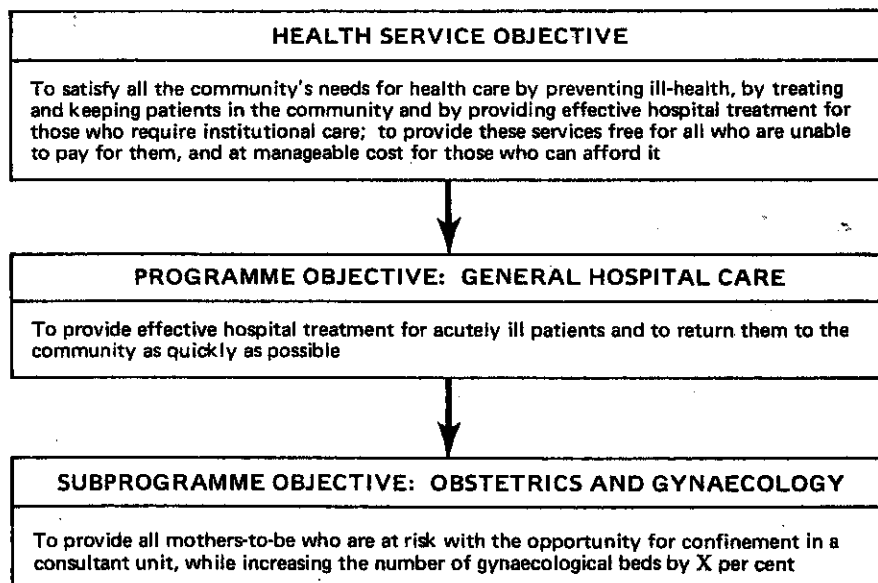 HEALTH SERVICE OBJECTIVE
To satisfy all the community's needs for health care by preventing ill-health, by treating
and keeping patients in the community and by providing effective hospital treatment for
those who require institutional care; to provide these services free for all who are unable
to pay for them, and at manageable cost for those who can afford it
PROGRAMME OBJECTIVE: GENERAL HOSPITAL CARE
To provide effective hospital treatment for acutely ill patients and to return them to the
community as quickly as possible
SUBPROGRAMME OBJECTIVE: OBSTETRICS AND GYNAECOLOGY
To provide all mothers-to-be who are at risk with the opportunity for confinement in a
consultant unit, while increasing the number of gynaecological beds by X per cent